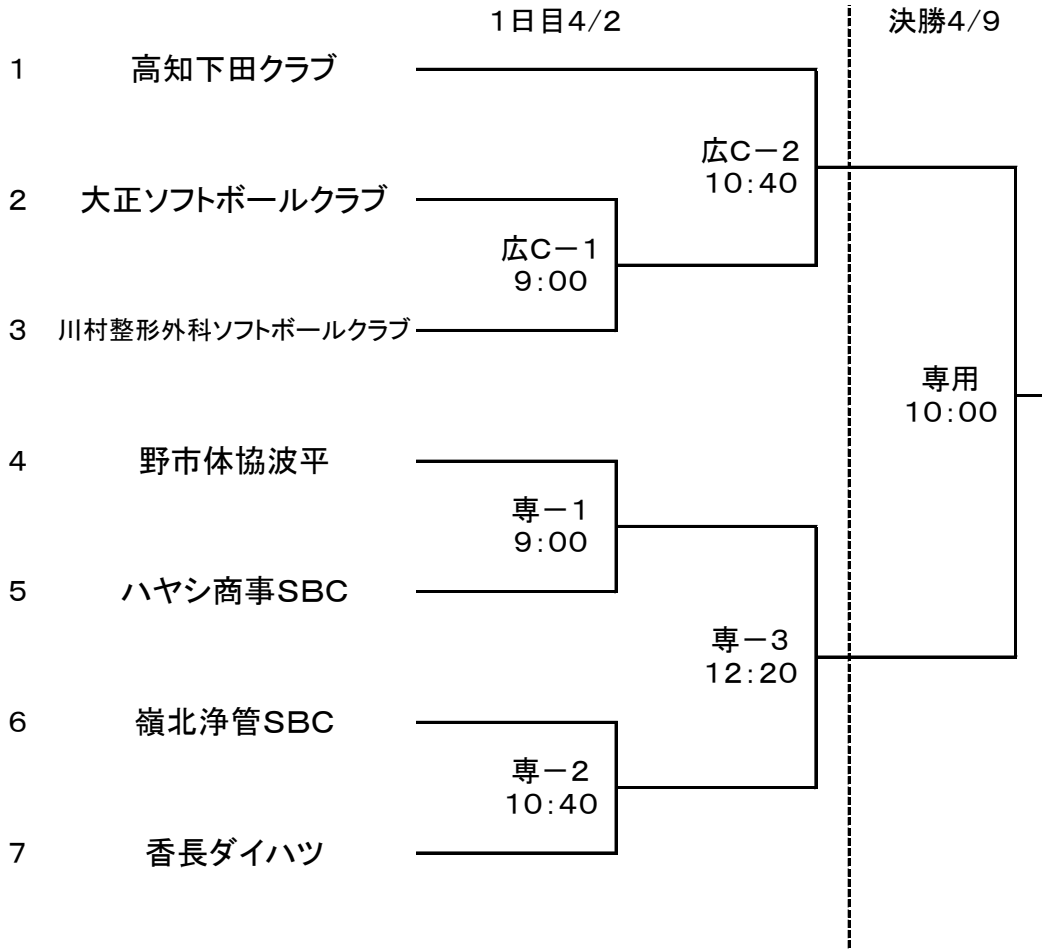 1日目4/2
決勝4/9
1 高知下田クラブ
広C－2
10:40
2 大正ソフトボールクラブ
広C－1
9:00
3 川村整形外科ソフトボールクラブ
専用
10:00
4 野市体協波平
専－1
9:00
5 ハヤシ商事SBC
専－3
12:20
6 嶺北浄管SBC
専－2
10:40
7 香長ダイハツ